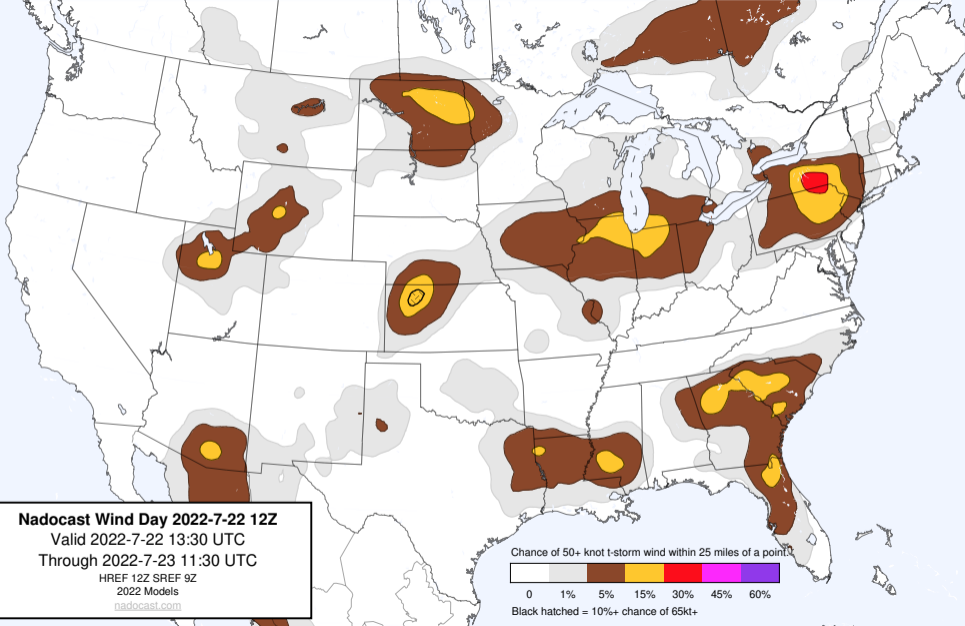 Nadocast Wind Day 2022-7-22 12Z
Valid 2022-7-22 13:30 UTC
Through 2022-7-23 11:30 UTC
HREF 12Z SREF 9Z
2022 Models
nadocast.com
Chance of 50+ knot t-storm wind within 25 miles of a point.
0 1% 5% 15% 30% 45% 60%
Black hatched = 10%+ chance of 65kt+